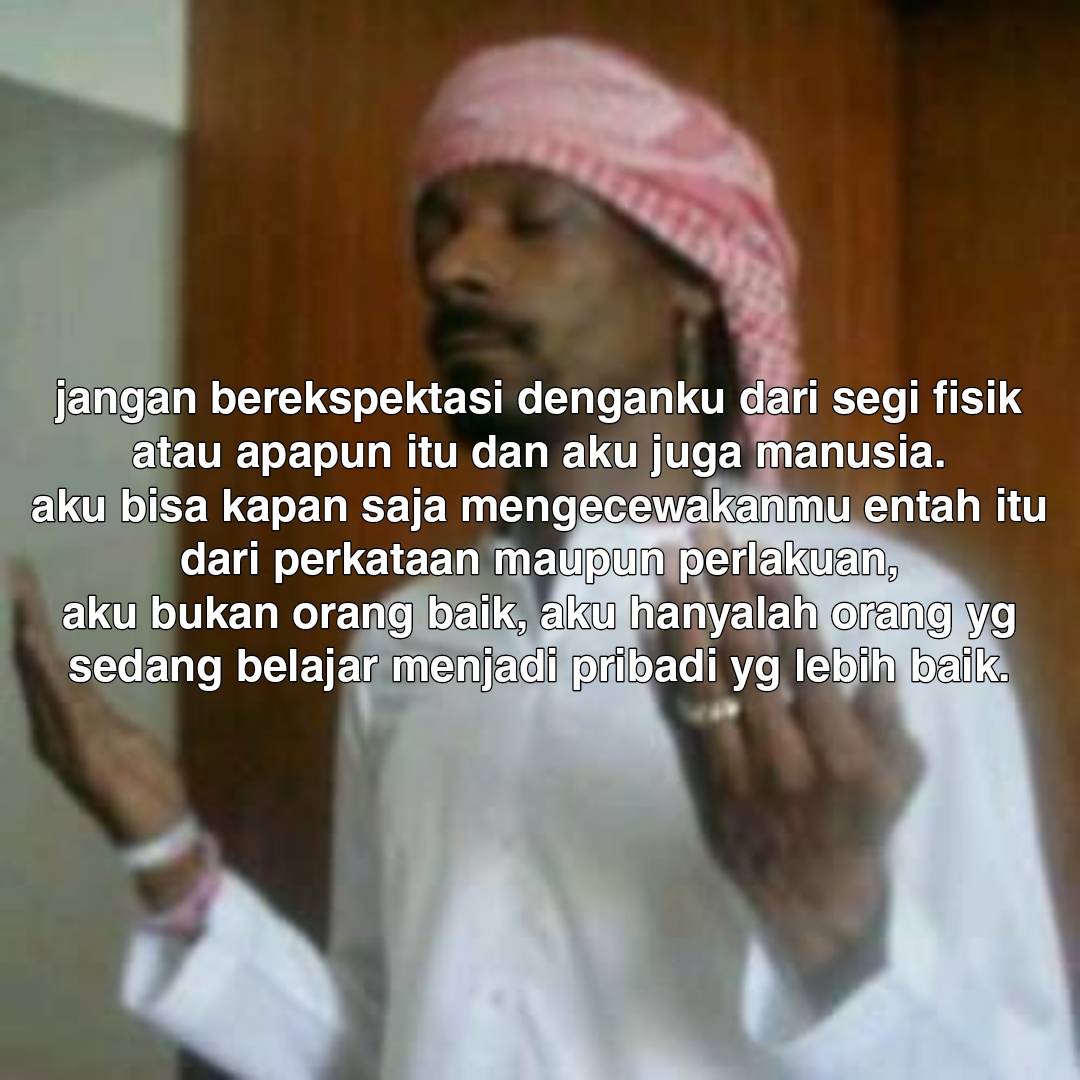 jangan berekspektasi denganku dari segi fisik
atau apapun itu dan aku juga manusia.
aku bisa kapan saja mengecewakanmu entah itu
dari perkataan maupun perlakuan,
aku bukan orang baik, aku hanyalah orang yg
sedang belajar menjadi pribadi yg lebih baik.